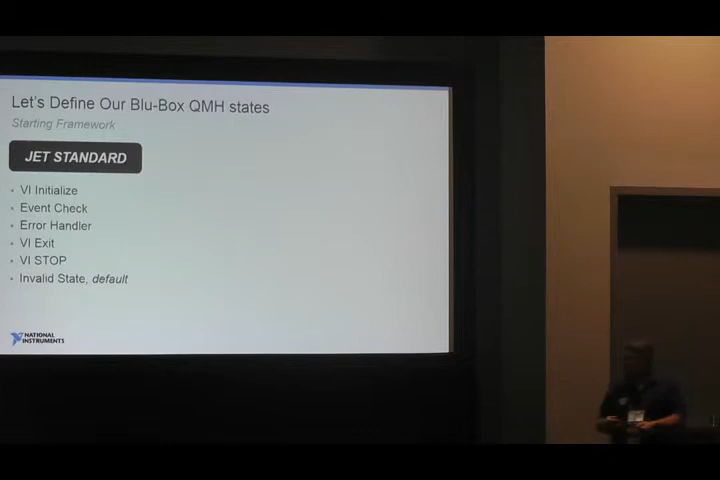 Let's Define Our Blu-Box QMH states
Starting Framework
JET STANDARD
• VI Initialize
• Event Check
• Error Handler
• VI Exit
• VI STOP
• Invalid State, default
NATIONAL
INSTRUMENTS